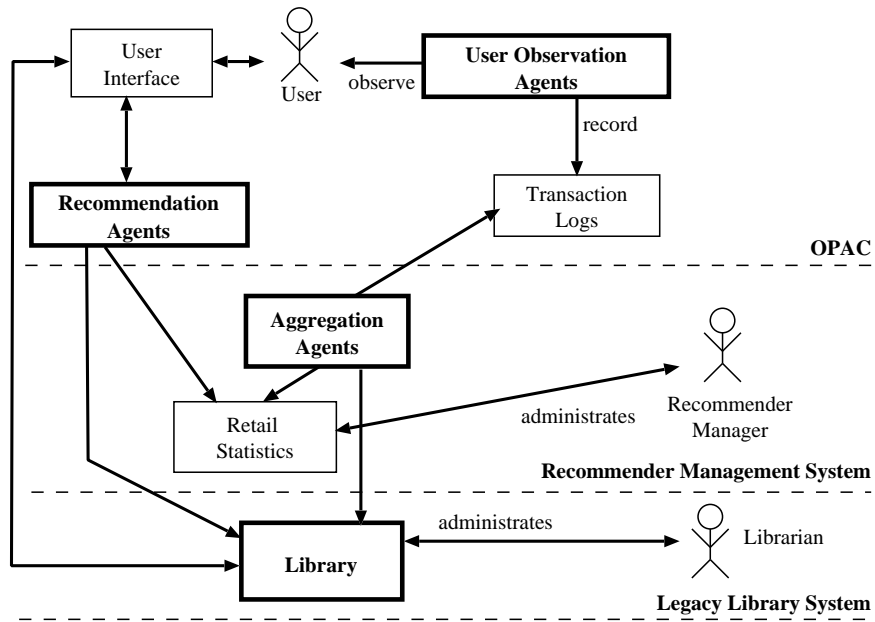 User
Interface
User
observe
User Observation
Agents
record
Recommendation
Agents
Transaction
Logs
OPAC
Aggregation
Agents
Retail
Statistics
administrates
Recommender
Manager
Recommender Management System
Library
administrates
Librarian
Legacy Library System